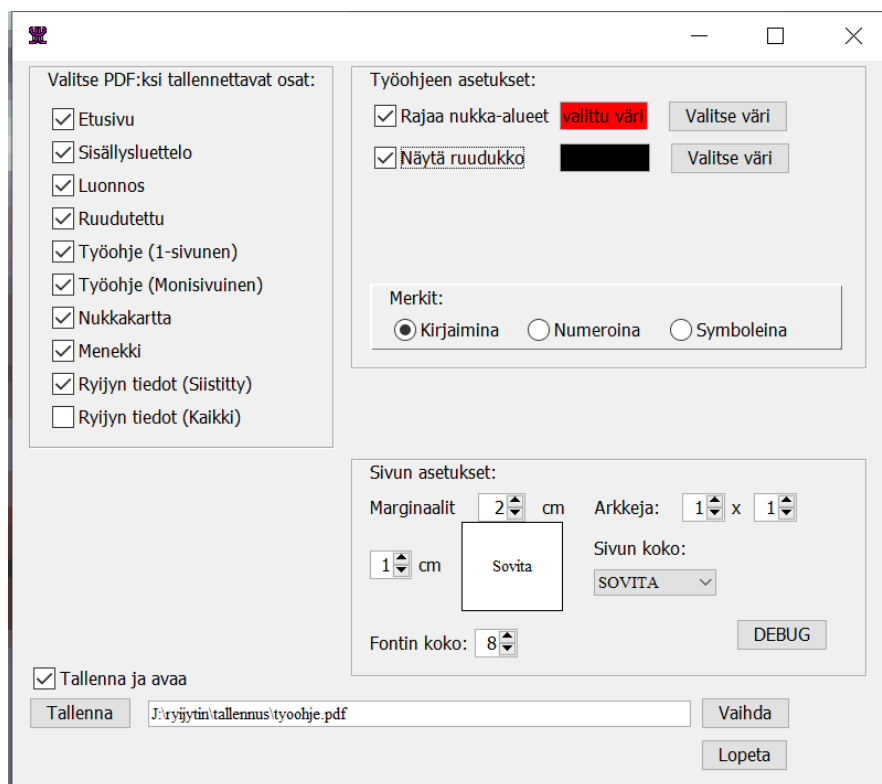 Valitse PDF:ksi tallennettavat osat:
Etusivu
Sisällysluettelo
Luonnos
Ruudutettu
Työohje (1-sivunen)
Työohje (Monisivuinen)
Nukkakartta
Menekki
Ryijyn tiedot (Siistitty)
Ryijyn tiedot (Kaikki)
Työohjeen asetukset:
Rajaa nukka-alueet valittu väri Valitse väri
Näytä ruudukko Valitse väri
Merkit:
Kirjaimina Numeroina Symboleina
Sivun asetukset:
Marginaalit 2 cm Arkkeja: 1 x 1
Sivun koko:
1 cm Sovita
SOVITA
Fontin koko: 8
DEBUG
Tallenna ja avaa
Tallenna J:\ryijytin\tallennus\tyoohje.pdf Vaihda
Lopeta